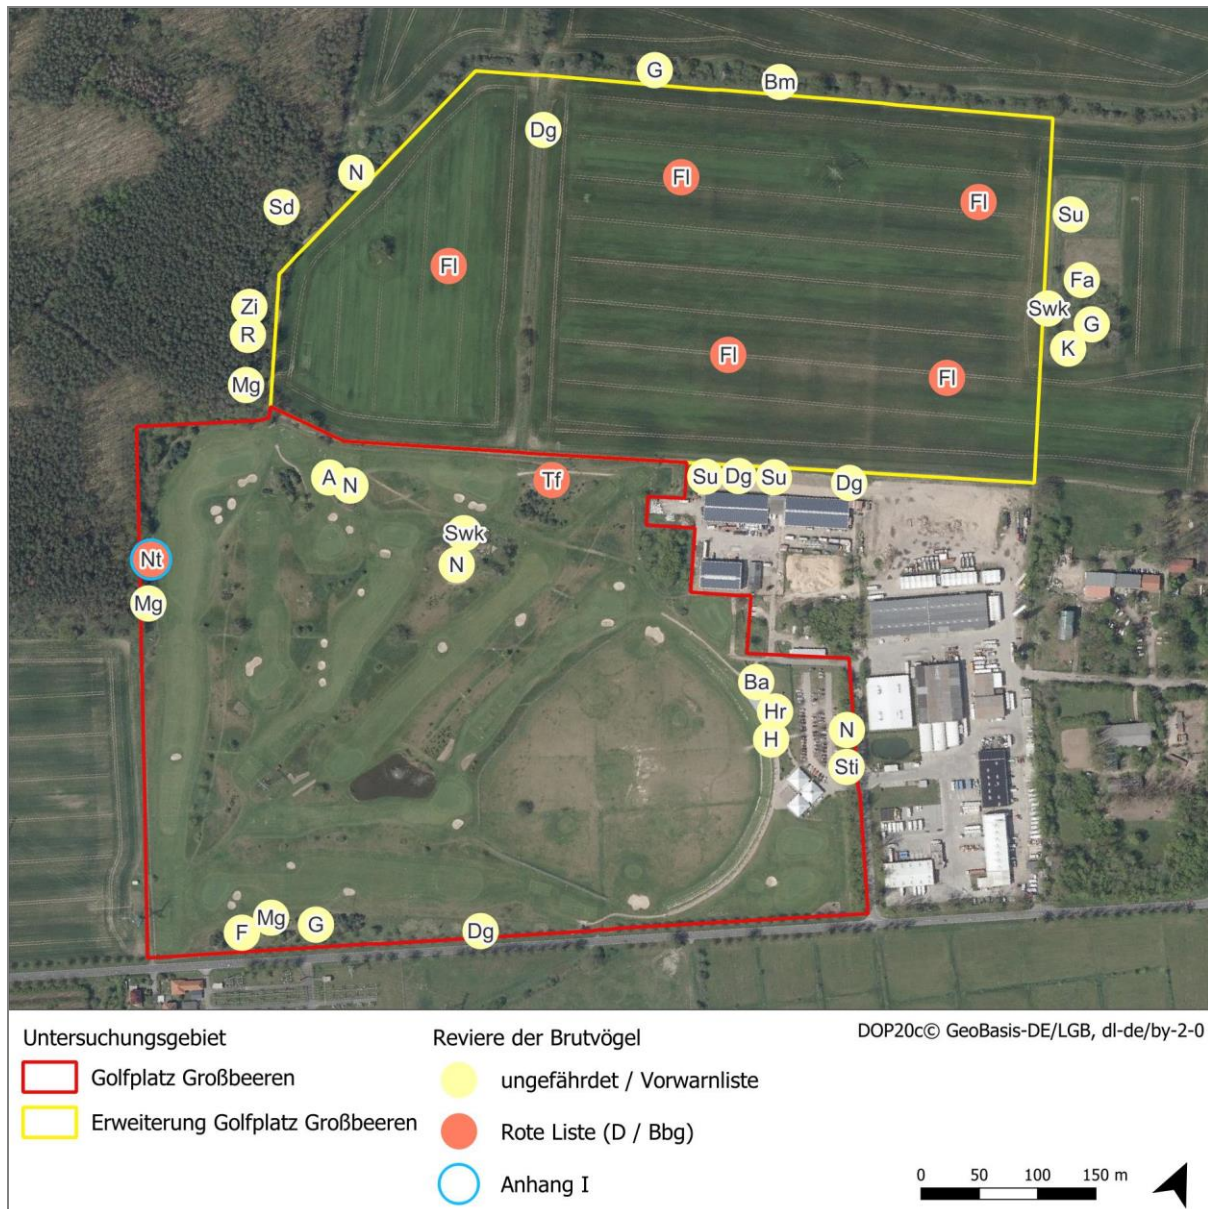 G
Bm
Dg
N
Fl
Fl
Sd
Su
Fl
Fa
Zi
Swk
G
R
K
Fl
Fl
Mg
A
N
Tf
Su
Dg
Su
Dg
Swk
Nt
N
Mg
Ba
Hr
H
N
Sti
Mg
F
G
Dg
Untersuchungsgebiet
Golfplatz Großbeeren
Erweiterung Golfplatz Großbeeren
Reviere der Brutvögel
ungefährdet / Vorwarnliste
Rote Liste (D / Bbg)
Anhang I
DOP20c© GeoBasis-DE/LGB, dl-de/by-2-0
0 50 100 150 m